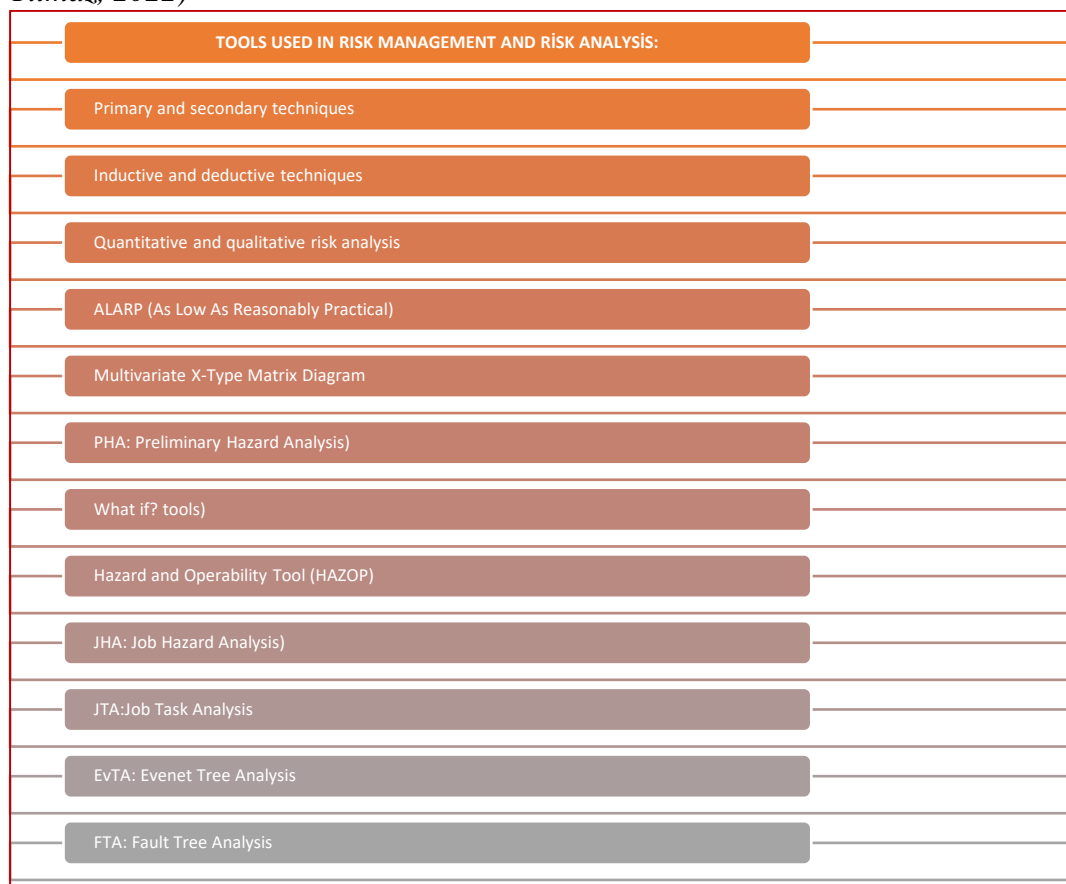 2022)
TOOLS USED IN RISK MANAGEMENT AND RİSK ANALYSİS:
Primary and secondary techniques
Inductive and deductive techniques
Quantitative and qualitative risk analysis
ALARP (As Low As Reasonably Practical)
Multivariate X-Type Matrix Diagram
PHA: Preliminary Hazard Analysis)
What if? tools)
Hazard and Operability Tool (HAZOP)
JHA: Job Hazard Analysis)
JTA:Job Task Analysis
EvTA: Evenet Tree Analysis
FTA: Fault Tree Analysis